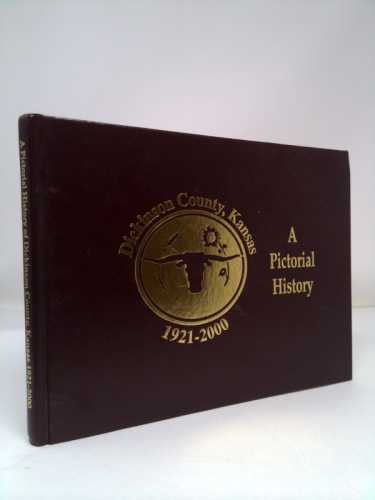 A Pictorial History of Dickinson County, Kansas 1921-2000
Dickinson County, Kansas
1921-2000
A
Pictorial
History